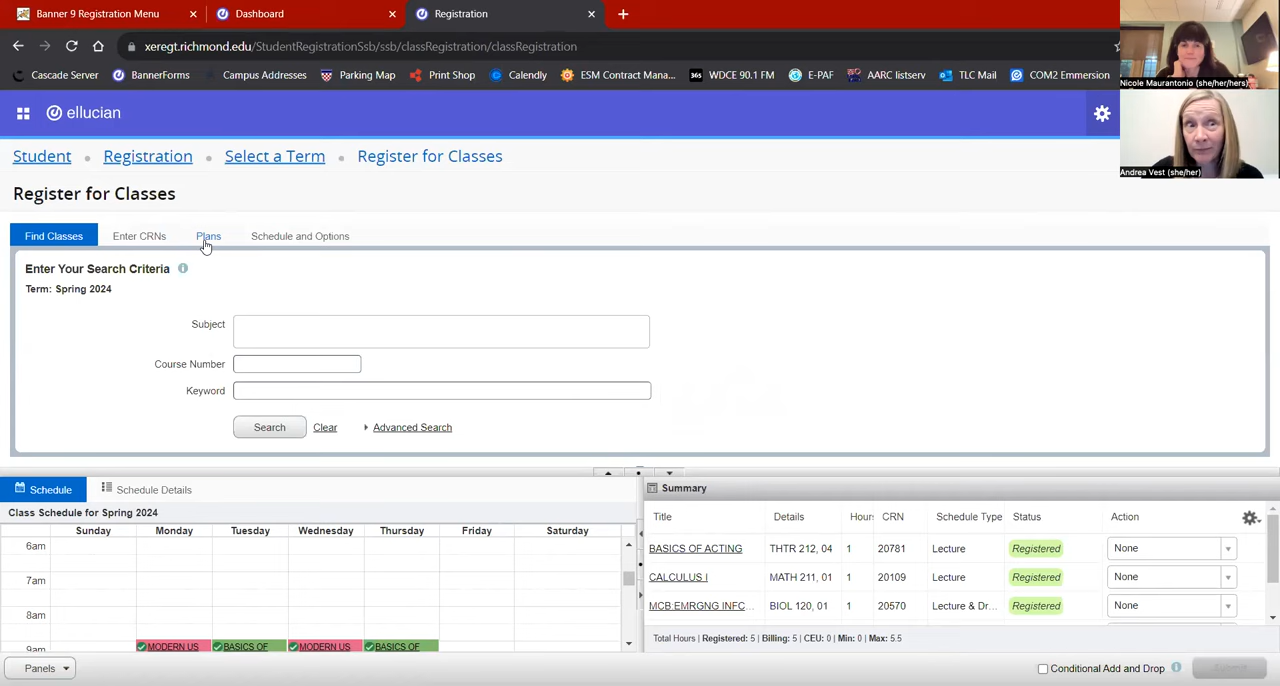 Banner 9 Registration Menu
Dashboard
Registration
xeregt.richmond.edu/StudentRegistrationSsb/ssb/classRegistration/classRegistration
Cascade Server
BannerForms
Campus Addresses
Parking Map
Print Shop
Calendly
ESM Contract Mana...
365 WDCE 90.1 FM
E-PAF
AARC listserv
TLC Mail
COM2 Emmersion
Nicole Maurantonio (she/her/hers)
Andrea Vest (she/her)
ellucian
Student • Registration • Select a Term • Register for Classes
Register for Classes
Find Classes Enter CRNs Plans Schedule and Options
Enter Your Search Criteria
Term: Spring 2024
Subject
Course Number
Keyword
Search Clear Advanced Search
Schedule Schedule Details
Class Schedule for Spring 2024
Sunday Monday Tuesday Wednesday Thursday Friday Saturday
6am
7am
8am
9am
MODERN US BASICS OF MODERN US BASICS OF
Summary
Title Details Hours CRN Schedule Type Status Action
BASICS OF ACTING THTR 212, 04 1 20781 Lecture Registered None
CALCULUS I MATH 211, 01 1 20109 Lecture Registered None
MCB:EMRGNG INFC... BIOL 120, 01 1 20570 Lecture & Dr... Registered None
Total Hours | Registered: 5 | Billing: 5 | CEU: 0 | Min: 0 | Max: 5.5
Panels
Conditional Add and Drop